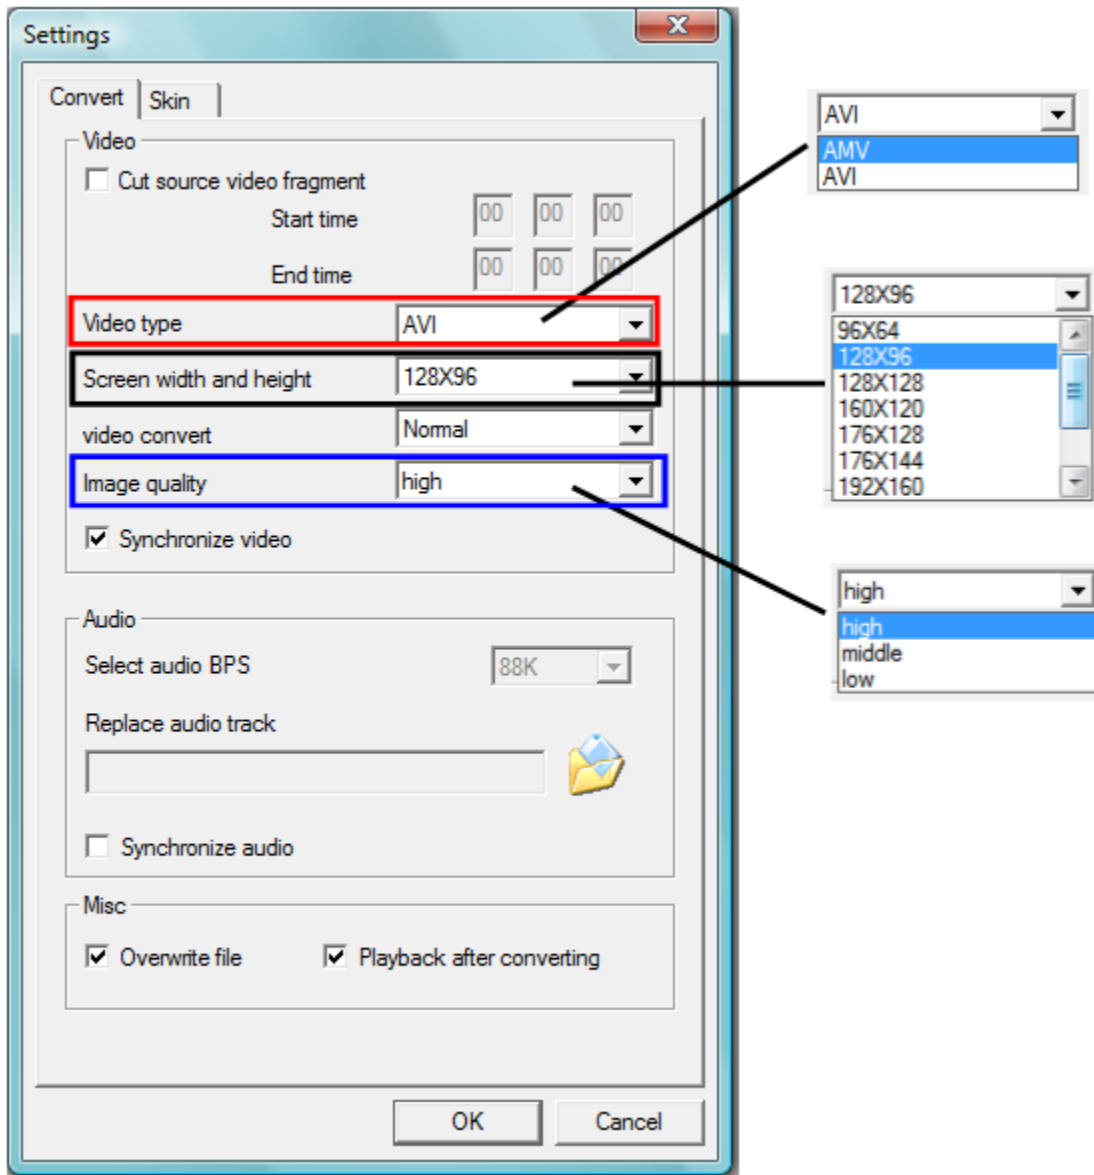 Settings
Convert
Skin
Video
Cut source video fragment
Start time
00 00 00
End time
00 00 00
Video type
AVI
Screen width and height
128X96
video convert
Normal
Image quality
high
Synchronize video
Audio
Select audio BPS
88K
Replace audio track
Synchronize audio
Misc
Overwrite file
Playback after converting
OK
Cancel
AVI
AMV
AVI
128X96
96X64
128X96
128X128
160X120
176X128
176X144
192X160
high
high
middle
low